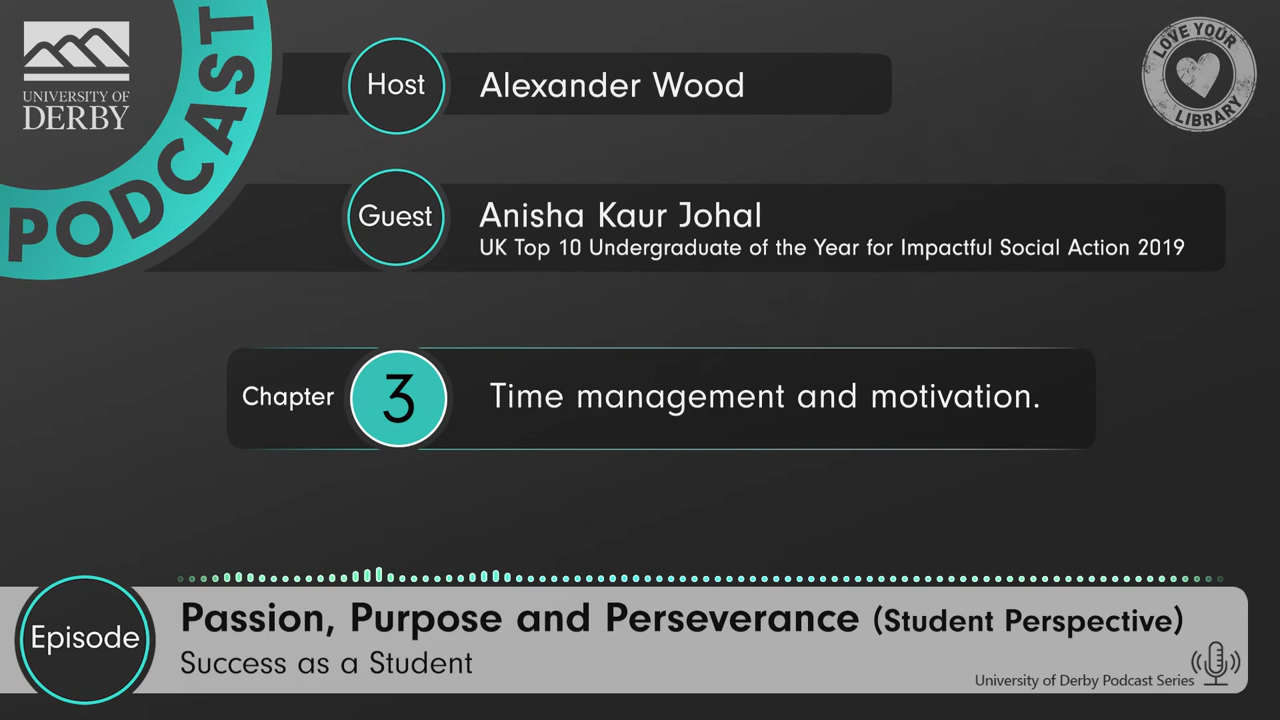 UNIVERSITY OF
DERBY
PODCAST
Host
Alexander Wood
LOVE YOUR
LIBRARY
Guest
Anisha Kaur Johal
UK Top 10 Undergraduate of the Year for Impactful Social Action 2019
Chapter
3
Time management and motivation.
Episode
Passion, Purpose and Perseverance (Student Perspective)
Success as a Student
University of Derby Podcast Series